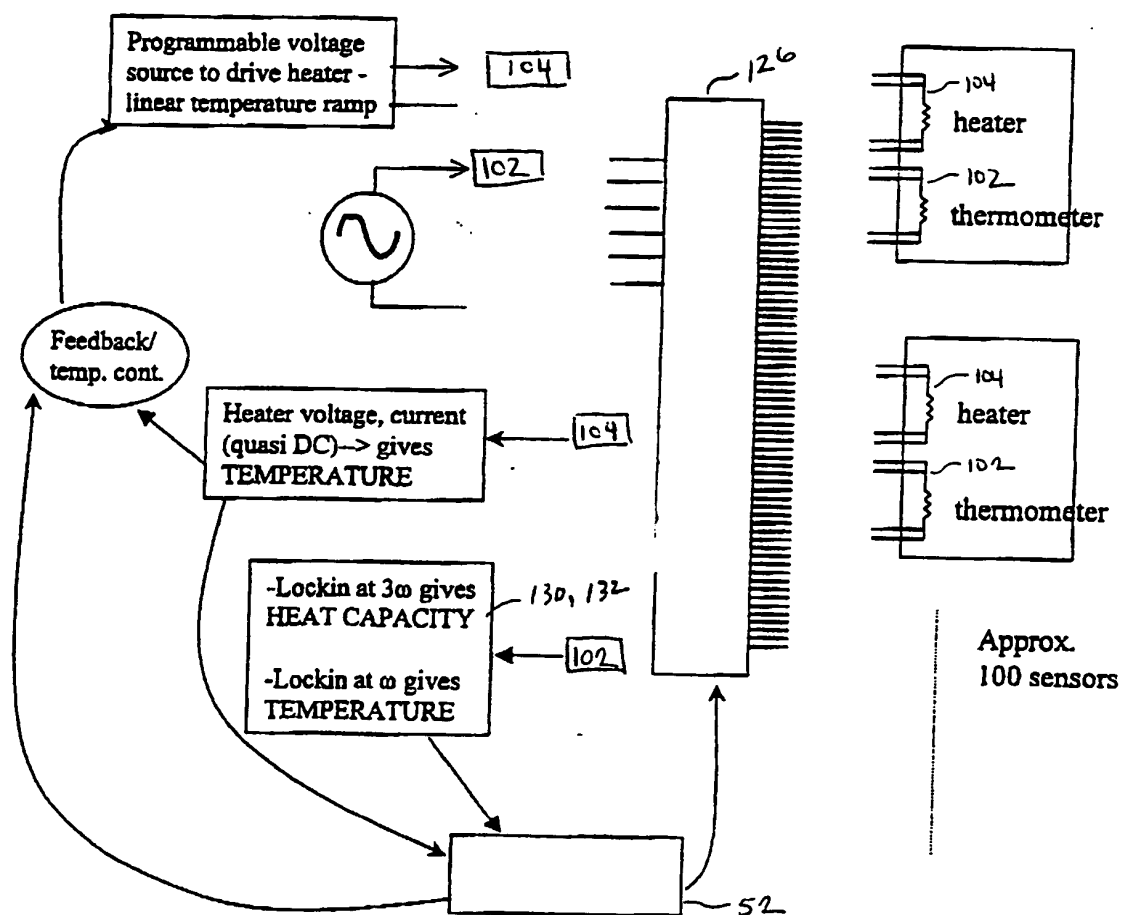 Programmable voltage
source to drive heater -
linear temperature ramp
104
126
104
heater
102
102
thermometer
Feedback/
temp. cont.
104
heater
Heater voltage, current
(quasi DC)--> gives
TEMPERATURE
104
102
thermometer
-Lockin at 3ω gives
HEAT CAPACITY
130, 132
102
-Lockin at ω gives
TEMPERATURE
Approx.
100 sensors
52